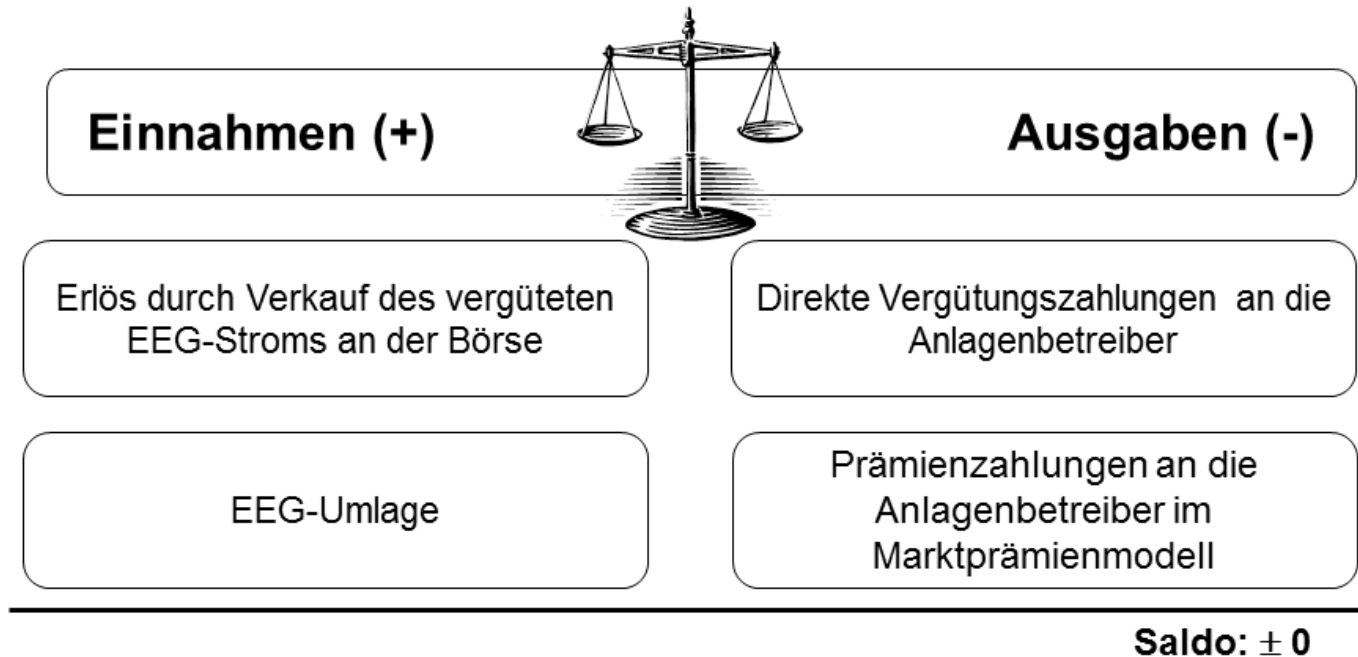 Einnahmen (+)
Ausgaben (-)
Erlös durch Verkauf des vergüteten
EEG-Stroms an der Börse
Direkte Vergütungszahlungen an die
Anlagenbetreiber
EEG-Umlage
Prämienzahlungen an die
Anlagenbetreiber im
Marktprämienmodell
Saldo: ± 0